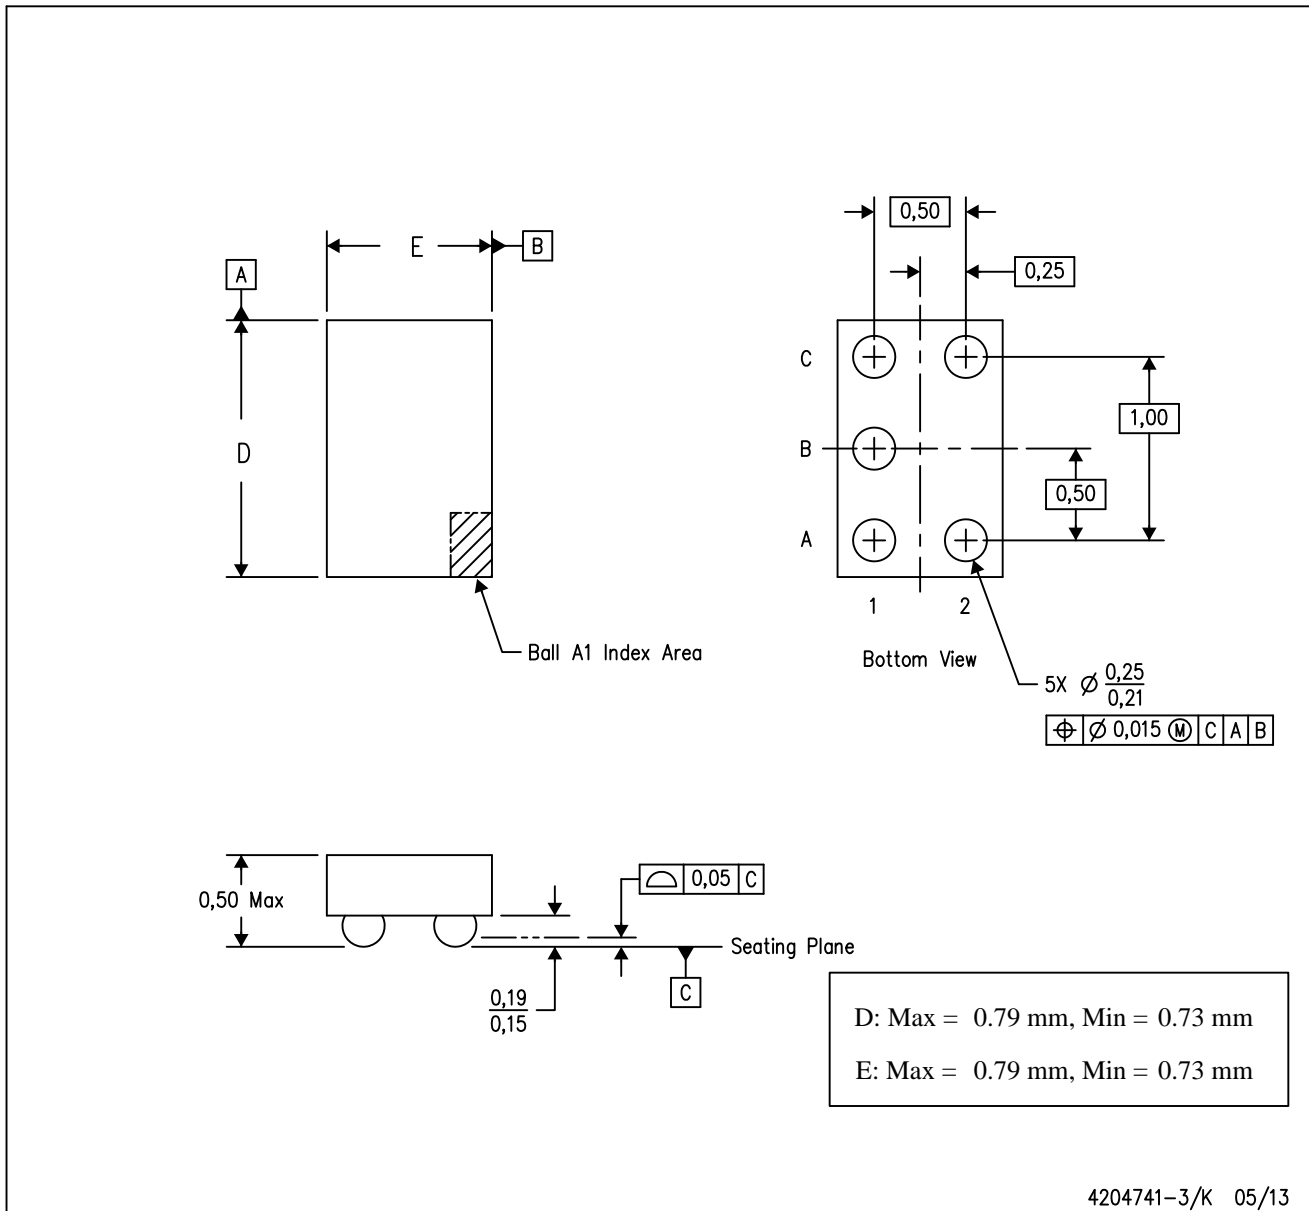 0,50
E
B
0,25
A
C
D
1,00
B
0,50
A
1 2
Ball A1 Index Area
Bottom View
5X Ø 0,25
0,21
⌖ Ø 0,015 Ⓜ C A B
0,05 C
0,50 Max
Seating Plane
0,19
0,15
C
D: Max = 0.79 mm, Min = 0.73 mm
E: Max = 0.79 mm, Min = 0.73 mm
4204741-3/K 05/13